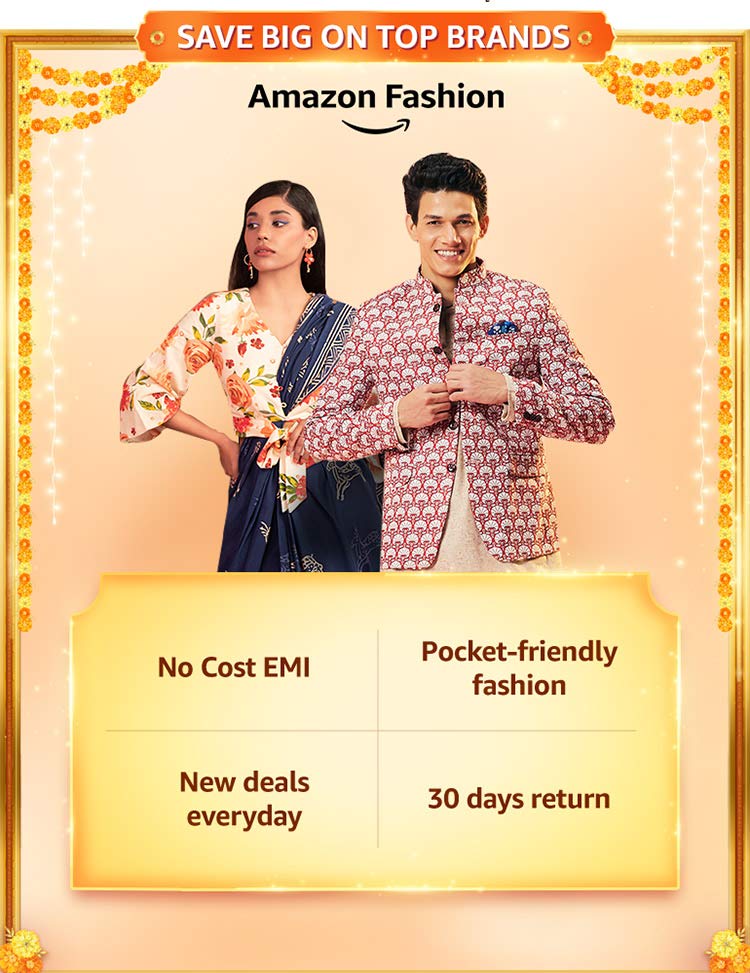 SAVE BIG ON TOP BRANDS
Amazon Fashion
No Cost EMI
Pocket-friendly
fashion
New deals
everyday
30 days return